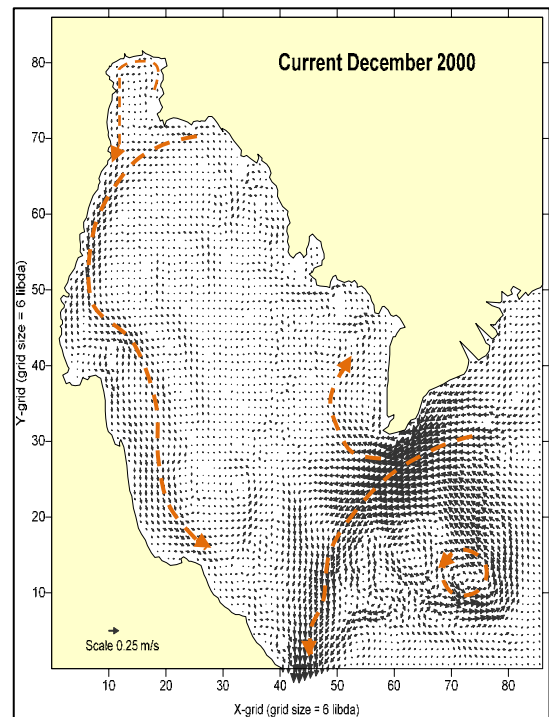 Current December 2000
80
70
60
50
40
30
20
10
Y-grid (grid size = 6 libda)
Scale 0.25 m/s
10 20 30 40 50 60 70 80
X-grid (grid size = 6 libda)